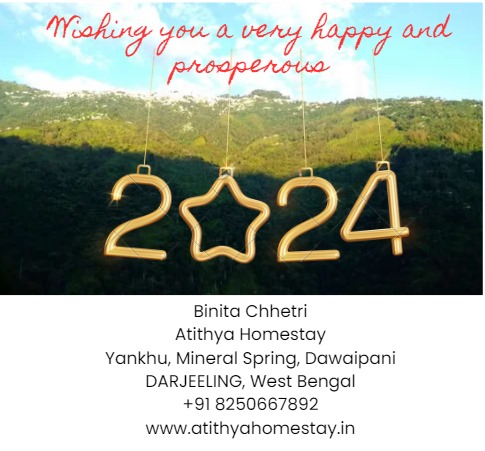 Wishing you a very happy and
prosperous
2024
Binita Chhetri
Atithya Homestay
Yankhu, Mineral Spring, Dawaipani
DARJEELING, West Bengal
+91 8250667892
www.atithyahomestay.in